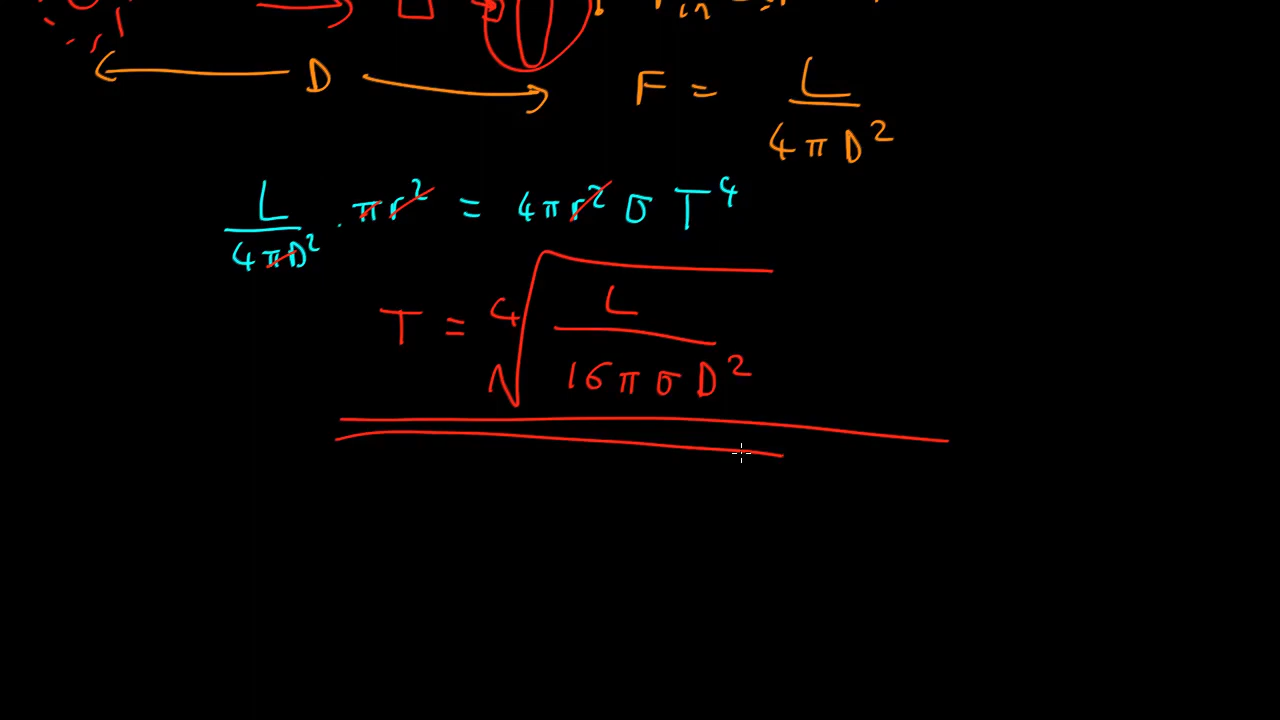 D
F = L / 4πD²
L / 4πD² · πr² = 4πr² σ T⁴
T = ⁴√(L / 16πσD²)